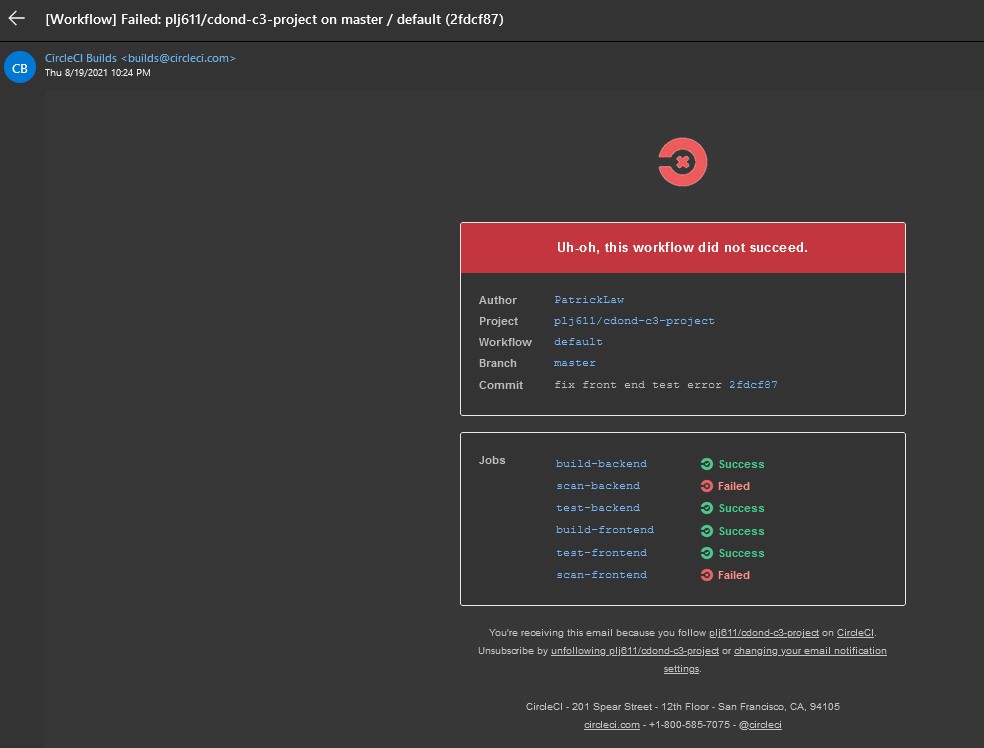 [Workflow] Failed: plj611/cdond-c3-project on master / default (2fdcf87)
CB
CircleCI Builds <builds@circleci.com>
Thu 8/19/2021 10:24 PM
Uh-oh, this workflow did not succeed.
Author PatrickLaw
Project plj611/cdond-c3-project
Workflow default
Branch master
Commit fix front end test error 2fdcf87
Jobs
build-backend Success
scan-backend Failed
test-backend Success
build-frontend Success
test-frontend Success
scan-frontend Failed
You're receiving this email because you follow plj611/cdond-c3-project on CircleCI.
Unsubscribe by unfollowing plj611/cdond-c3-project or changing your email notification
settings.
CircleCI - 201 Spear Street - 12th Floor - San Francisco, CA, 94105
circleci.com - +1-800-585-7075 - @circleci